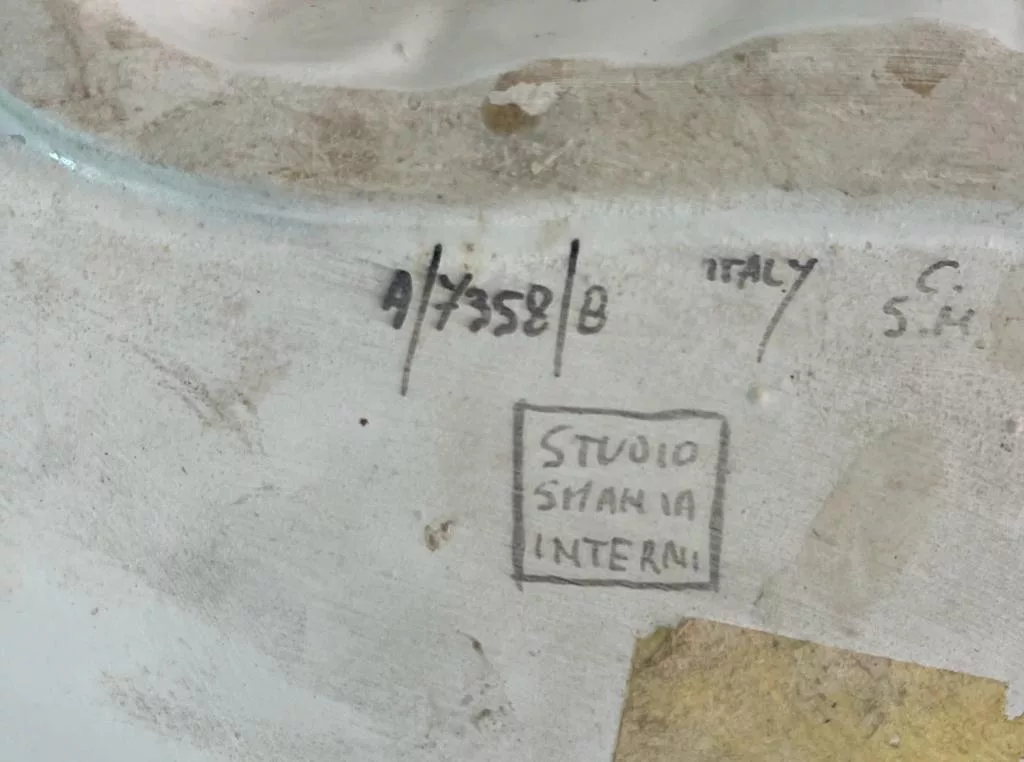 A/7358/B ITALY C.
S.M
STUDIO
SMANIA
INTERNI